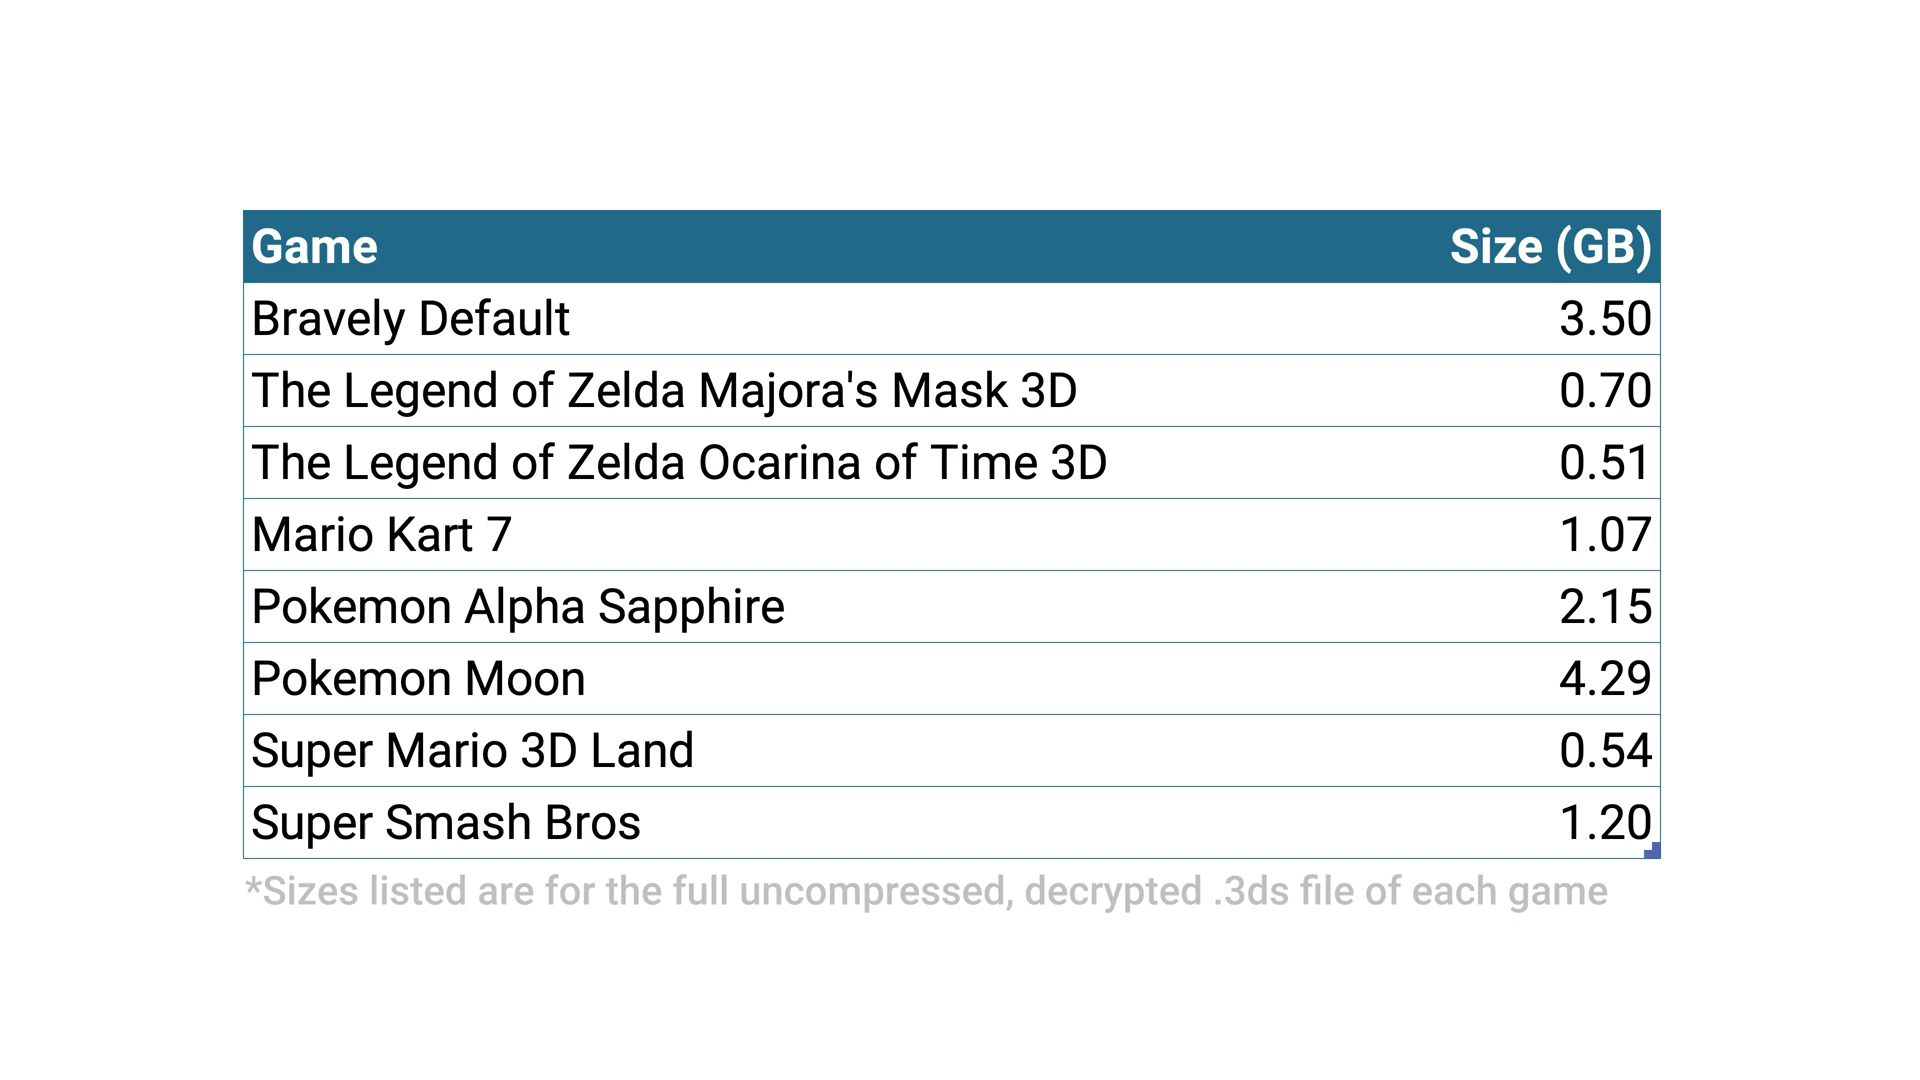 Game Size (GB)
Bravely Default 3.50
The Legend of Zelda Majora's Mask 3D 0.70
The Legend of Zelda Ocarina of Time 3D 0.51
Mario Kart 7 1.07
Pokemon Alpha Sapphire 2.15
Pokemon Moon 4.29
Super Mario 3D Land 0.54
Super Smash Bros 1.20
*Sizes listed are for the full uncompressed, decrypted .3ds file of each game